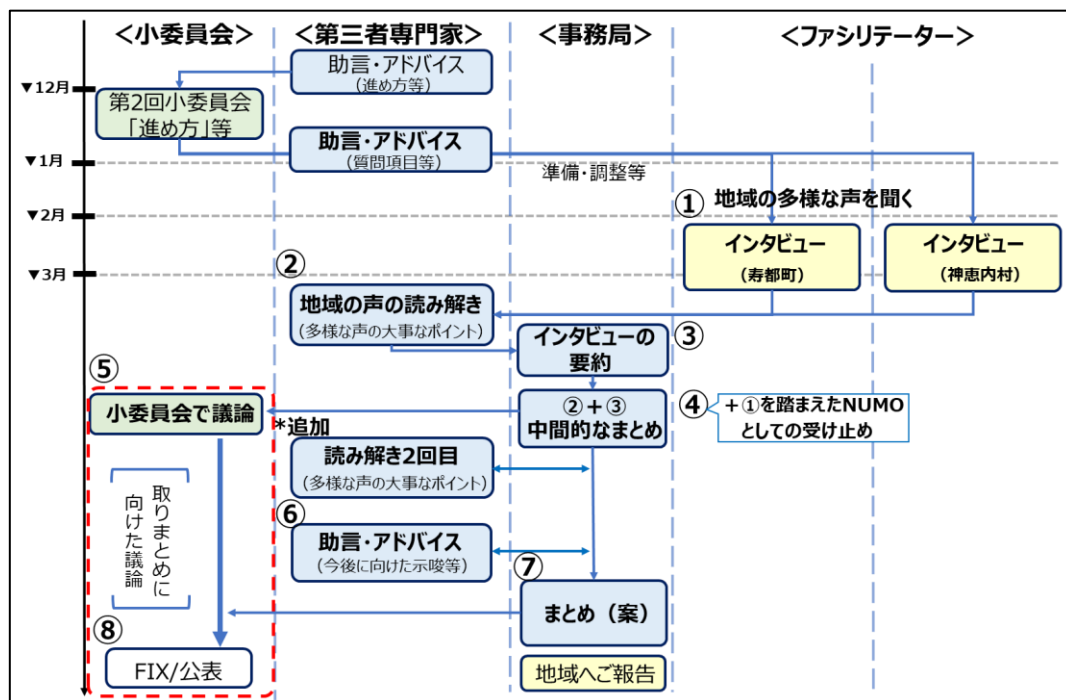 ＜小委員会＞
＜第三者専門家＞
＜事務局＞
＜ファシリテーター＞
▼12月
助言・アドバイス
（進め方等）
第2回小委員会
「進め方」等
助言・アドバイス
（質問項目等）
▼1月
準備・調整等
▼2月
① 地域の多様な声を聞く
インタビュー
（寿都町）
インタビュー
（神恵内村）
▼3月
②
地域の声の読み解き
（多様な声の大事なポイント）
インタビューの
要約
③
⑤
小委員会で議論
②＋③
中間的なまとめ
④
＋①を踏まえたNUMO
としての受け止め
*追加
読み解き2回目
（多様な声の大事なポイント）
取りまとめに
向けた議論
⑥
助言・アドバイス
（今後に向けた示唆等）
⑦
まとめ（案）
⑧
FIX/公表
地域へご報告